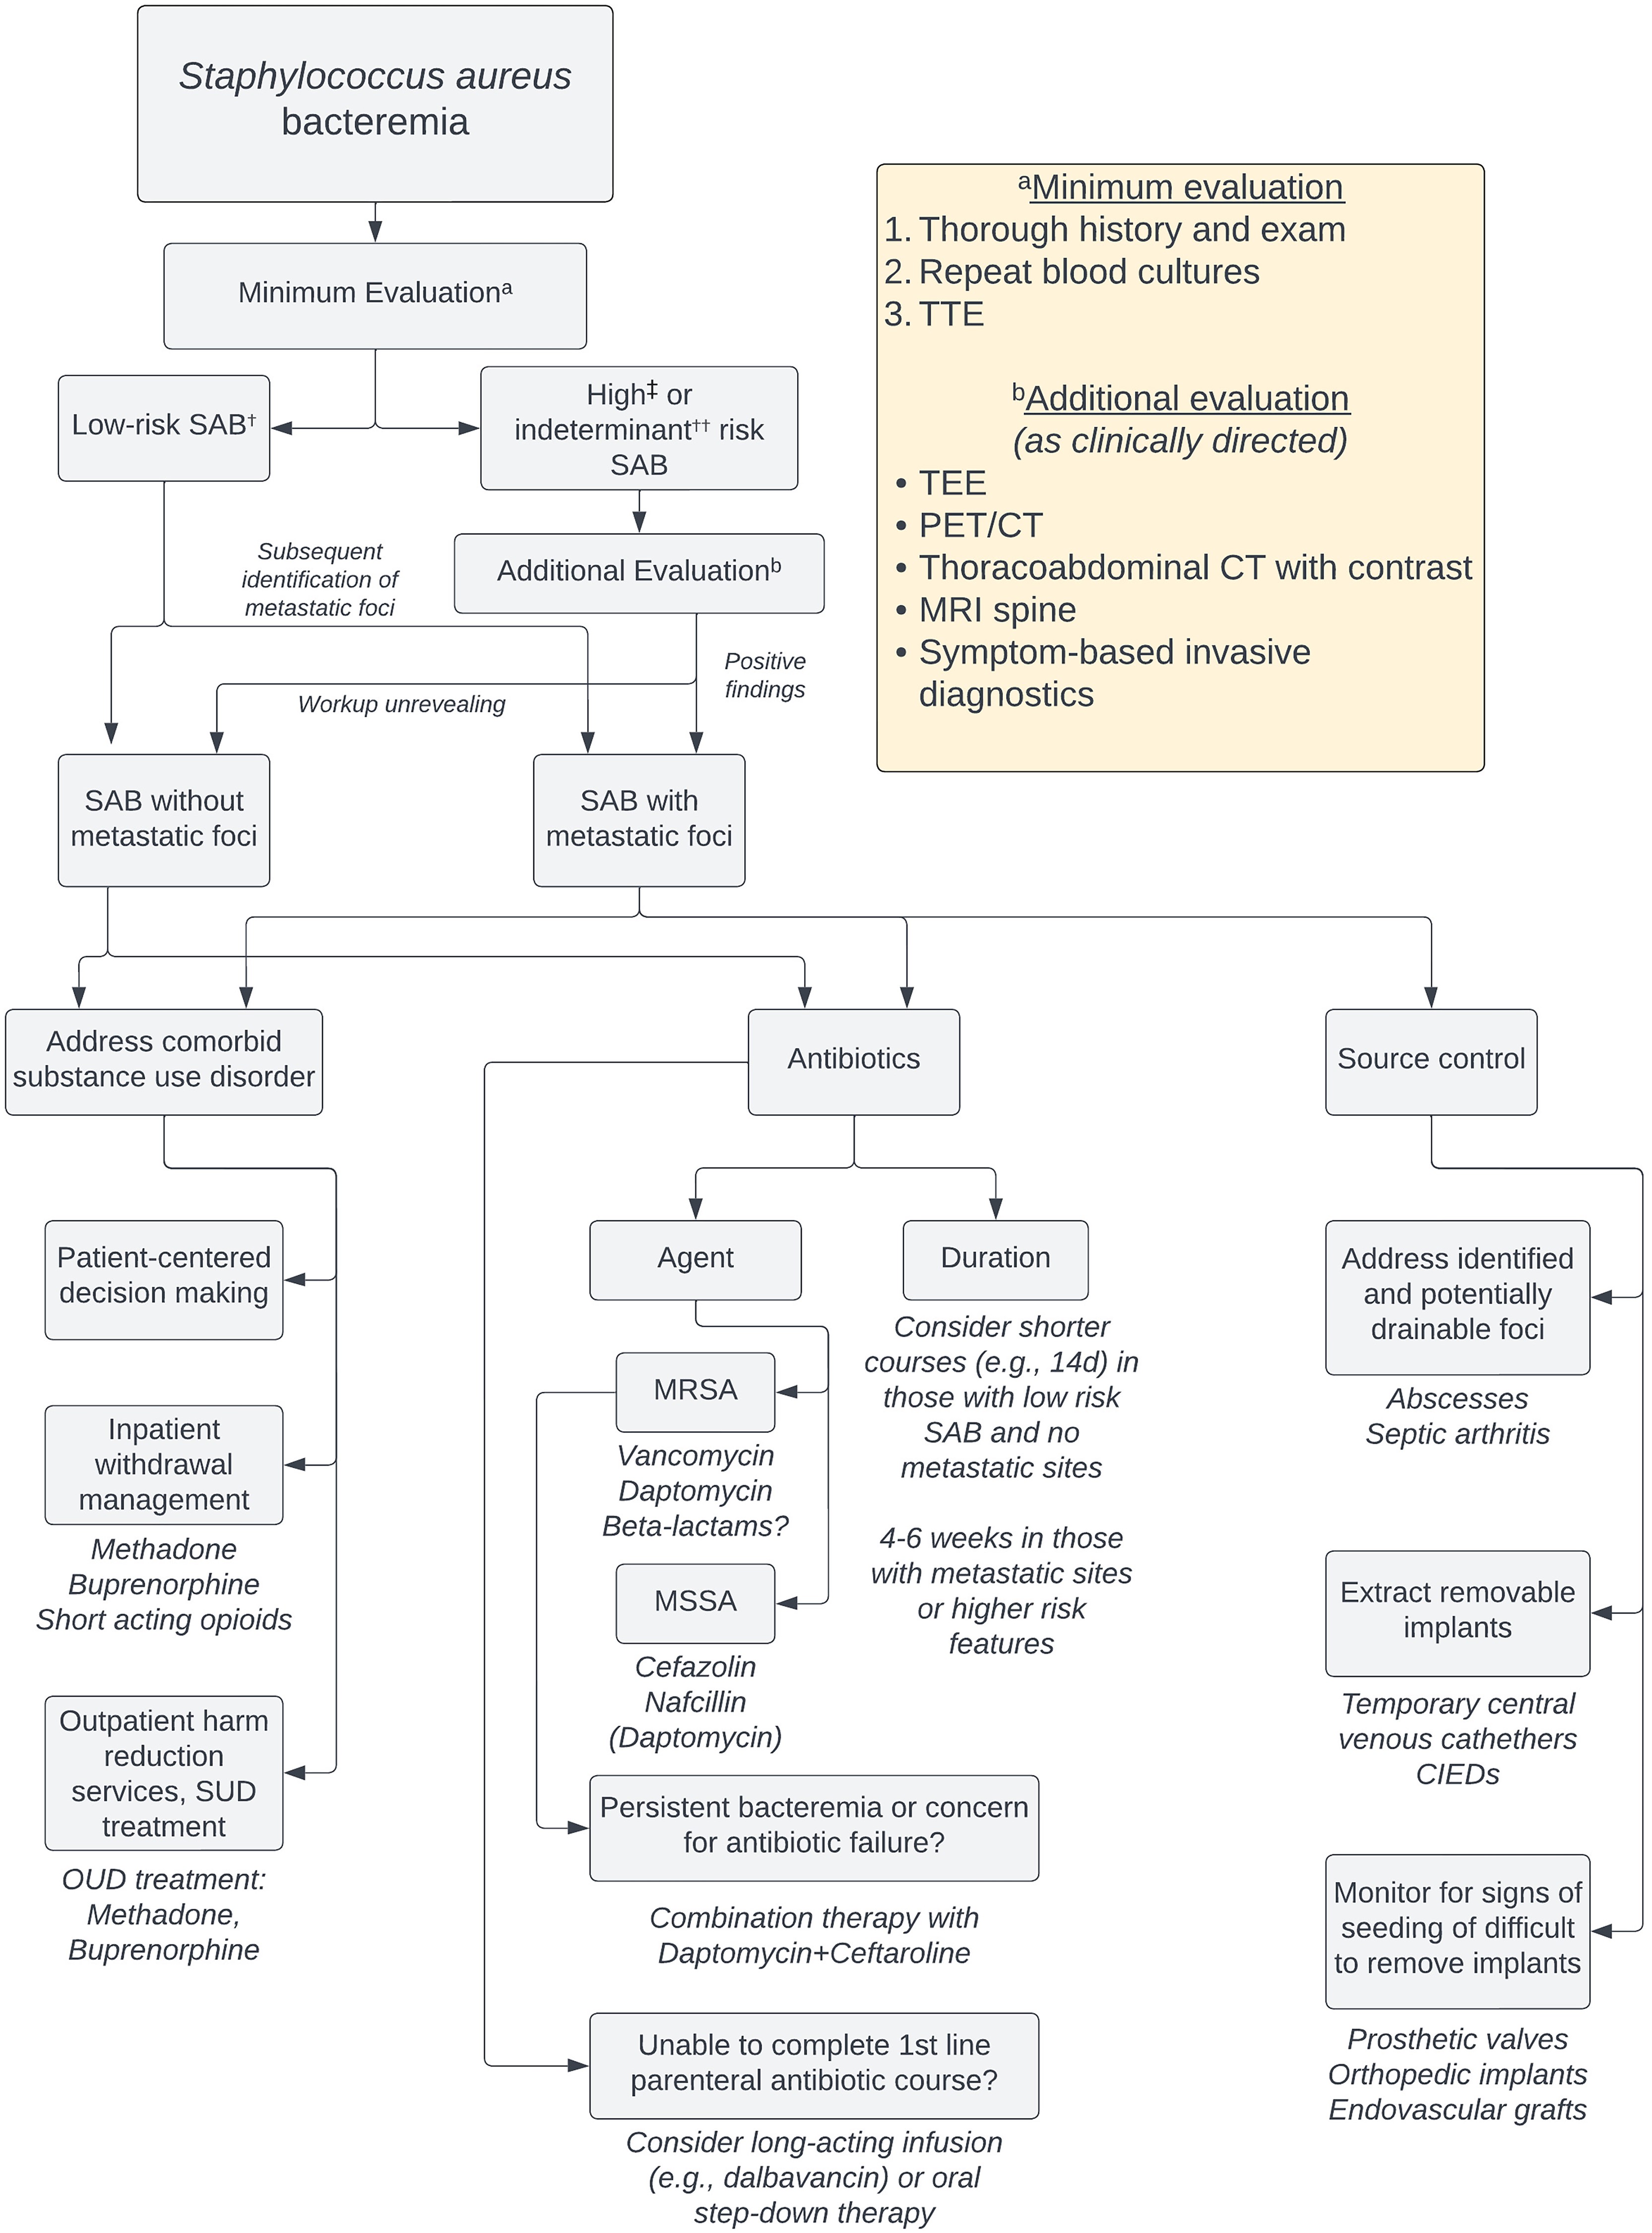 Staphylococcus aureus
bacteremia
Minimum Evaluationᵃ
Low-risk SAB†
High‡ or
indeterminant†† risk
SAB
Additional Evaluationᵇ
Subsequent
identification of
metastatic foci
Positive
findings
Workup unrevealing
ᵃMinimum evaluation
1. Thorough history and exam
2. Repeat blood cultures
3. TTE
ᵇAdditional evaluation
(as clinically directed)
• TEE
• PET/CT
• Thoracoabdominal CT with contrast
• MRI spine
• Symptom-based invasive
diagnostics
SAB without
metastatic foci
SAB with
metastatic foci
Address comorbid
substance use disorder
Patient-centered
decision making
Inpatient
withdrawal
management
Methadone
Buprenorphine
Short acting opioids
Outpatient harm
reduction
services, SUD
treatment
OUD treatment:
Methadone,
Buprenorphine
Antibiotics
Agent
MRSA
Vancomycin
Daptomycin
Beta-lactams?
MSSA
Cefazolin
Nafcillin
(Daptomycin)
Duration
Consider shorter
courses (e.g., 14d) in
those with low risk
SAB and no
metastatic sites
4-6 weeks in those
with metastatic sites
or higher risk
features
Persistent bacteremia or concern
for antibiotic failure?
Combination therapy with
Daptomycin+Ceftaroline
Unable to complete 1st line
parenteral antibiotic course?
Consider long-acting infusion
(e.g., dalbavancin) or oral
step-down therapy
Source control
Address identified
and potentially
drainable foci
Abscesses
Septic arthritis
Extract removable
implants
Temporary central
venous cathethers
CIEDs
Monitor for signs of
seeding of difficult
to remove implants
Prosthetic valves
Orthopedic implants
Endovascular grafts